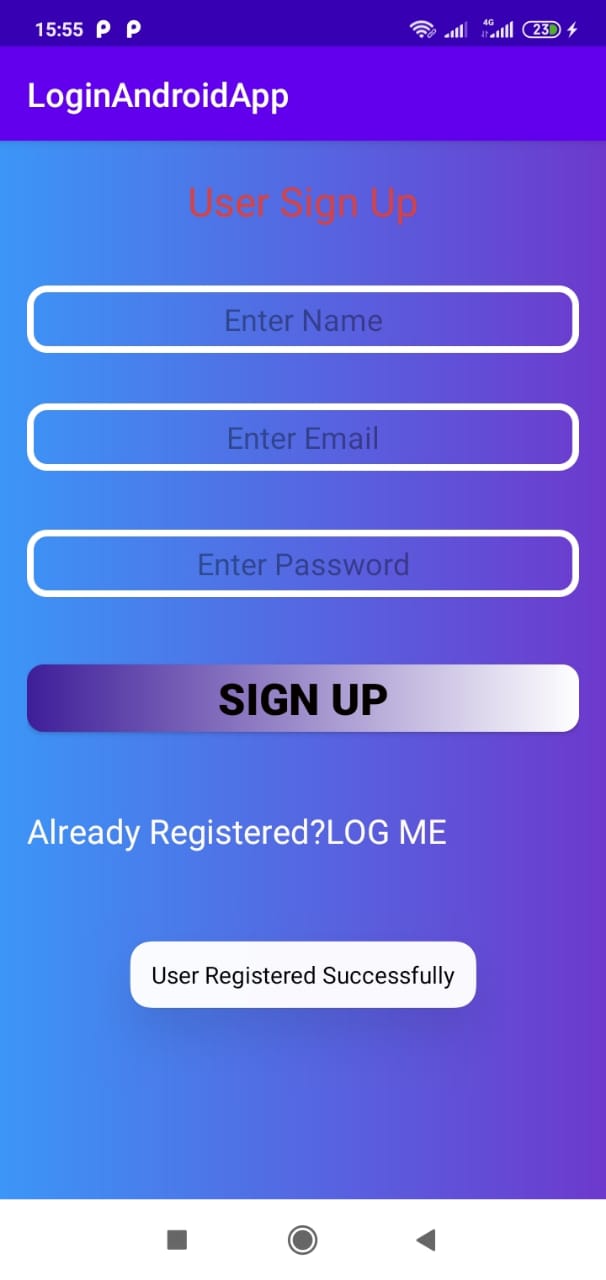 15:55
4G
23
LoginAndroidApp
User Sign Up
Enter Name
Enter Email
Enter Password
SIGN UP
Already Registered?LOG ME
User Registered Successfully